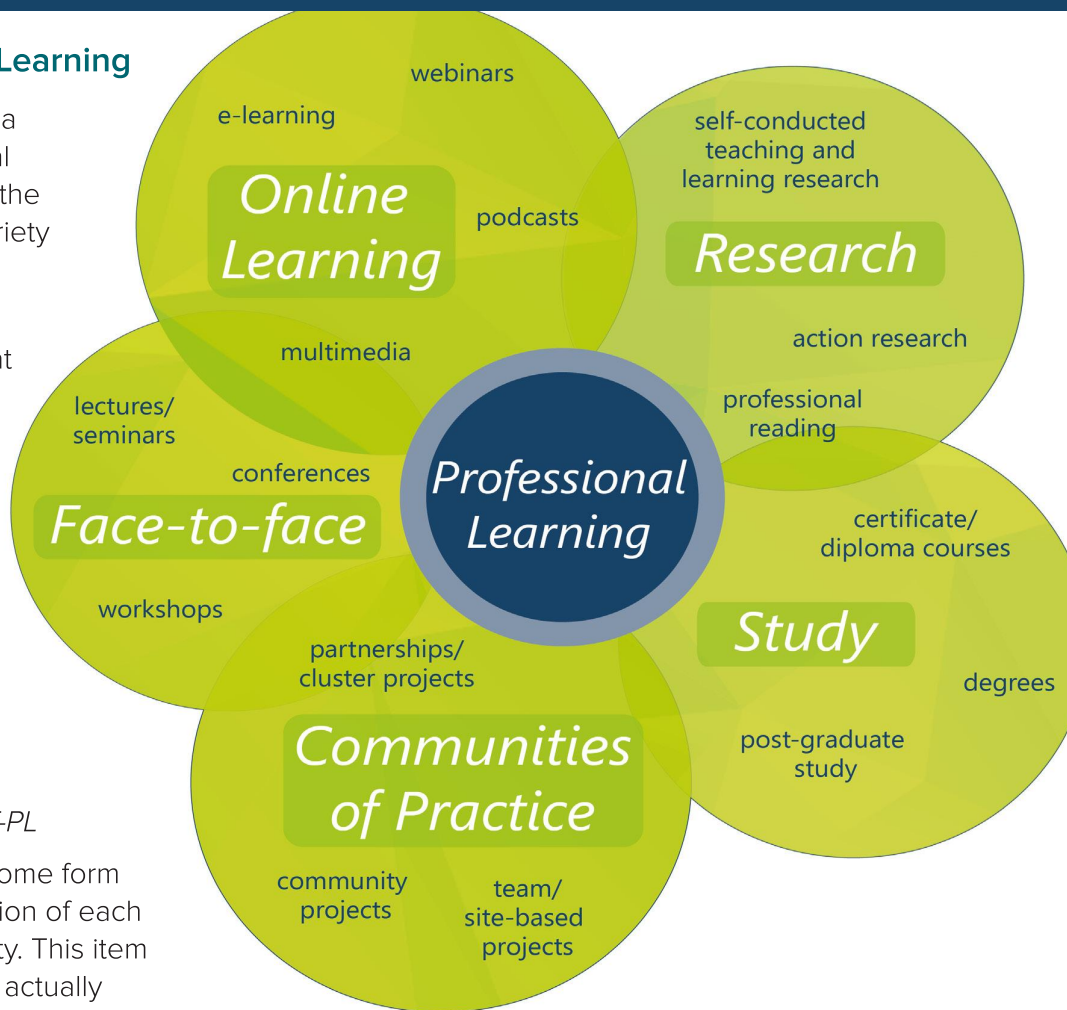 Learning
a
al
the
riety
at
-PL
ome form
ion of each
ty. This item
actually
webinars
e-learning
Online
Learning
podcasts
multimedia
self-conducted
teaching and
learning research
Research
action research
professional
reading
lectures/
seminars
conferences
Face-to-face
workshops
Professional
Learning
certificate/
diploma courses
Study
degrees
post-graduate
study
partnerships/
cluster projects
Communities
of Practice
community
projects
team/
site-based
projects